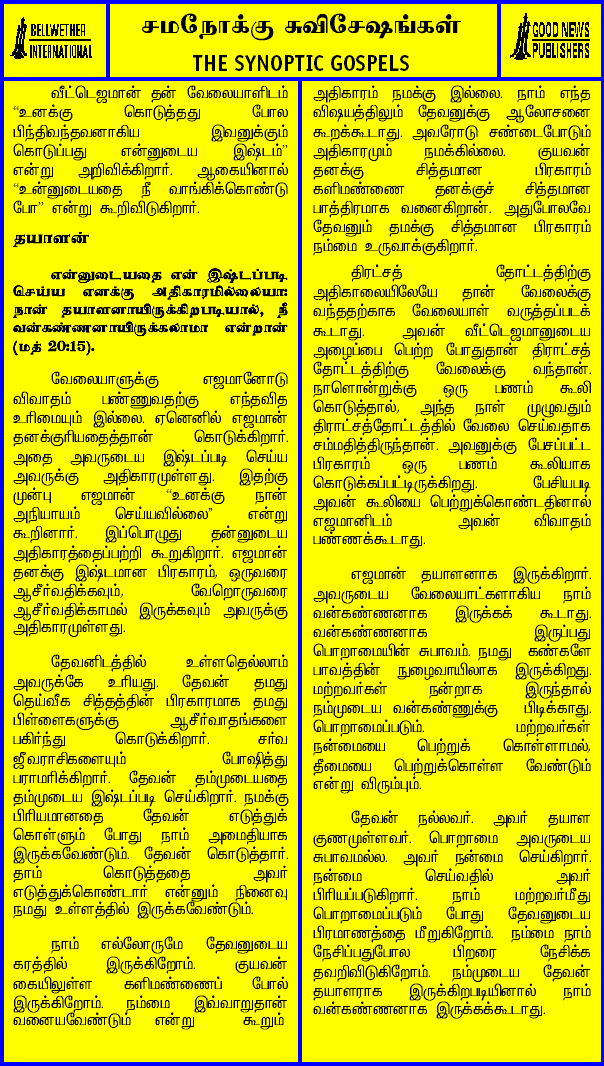 BELLWETHER
INTERNATIONAL
சமநோக்கு சுவிசேஷங்கள்
THE SYNOPTIC GOSPELS
GOOD NEWS
PUBLISHERS
வீட்டெஜமான் தன் வேலையாளிடம்
“உனக்கு கொடுத்தது போல
பிந்திவந்தவனாகிய இவனுக்கும்
கொடுப்பது என்னுடைய இஷ்டம்”
என்று அறிவிக்கிறார். ஆகையினால்
“உன்னுடையதை நீ வாங்கிக்கொண்டு
போ” என்று கூறிவிடுகிறார்.
தயாளன்
என்னுடையதை என் இஷ்டப்படி
செய்ய எனக்கு அதிகாரமில்லையா:
நான் தயாளனாயிருக்கிறபடியால், நீ
வன்கண்ணனாயிருக்கலாமா என்றான்
(மத் 20:15).
வேலையாளுக்கு எஜமானோடு
விவாதம் பண்ணுவதற்கு எந்தவித
உரிமையும் இல்லை. ஏனெனில் எஜமான்
தனக்குரியதைத்தான் கொடுக்கிறார்.
அதை அவருடைய இஷ்டப்படி செய்ய
அவருக்கு அதிகாரமுள்ளது. இதற்கு
முன்பு எஜமான் “உனக்கு நான்
அநியாயம் செய்யவில்லை” என்று
கூறினார். இப்பொழுது தன்னுடைய
அதிகாரத்தைப்பற்றி கூறுகிறார். எஜமான்
தனக்கு இஷ்டமான பிரகாரம், ஒருவரை
ஆசீர்வதிக்கவும், வேறொருவரை
ஆசீர்வதிக்காமல் இருக்கவும் அவருக்கு
அதிகாரமுள்ளது.
தேவனிடத்தில் உள்ளதெல்லாம்
அவருக்கே உரியது. தேவன் தமது
தெய்வீக சித்தத்தின் பிரகாரமாக தமது
பிள்ளைகளுக்கு ஆசீர்வாதங்களை
பகிர்ந்து கொடுக்கிறார். சர்வ
ஜீவராசிகளையும் போஷித்து
பராமரிக்கிறார். தேவன் தம்முடையதை
தம்முடைய இஷ்டப்படி செய்கிறார். நமக்கு
பிரியமானதை தேவன் எடுத்துக்
கொள்ளும் போது நாம் அமைதியாக
இருக்கவேண்டும். தேவன் கொடுத்தார்.
தாம் கொடுத்ததை அவர்
எடுத்துக்கொண்டார் என்னும் நினைவு
நமது உள்ளத்தில் இருக்கவேண்டும்.
நாம் எல்லோருமே தேவனுடைய
கரத்தில் இருக்கிறோம். குயவன்
கையிலுள்ள களிமண்ணைப் போல்
இருக்கிறோம். நம்மை இவ்வாறுதான்
வனையவேண்டும் என்று கூறும்
அதிகாரம் நமக்கு இல்லை. நாம் எந்த
விஷயத்திலும் தேவனுக்கு ஆலோசனை
கூறக்கூடாது. அவரோடு சண்டைபோடும்
அதிகாரமும் நமக்கில்லை. குயவன்
தனக்கு சித்தமான பிரகாரம்
களிமண்ணை தனக்குச் சித்தமான
பாத்திரமாக வனைகிறான். அதுபோலவே
தேவனும் தமக்கு சித்தமான பிரகாரம்
நம்மை உருவாக்குகிறார்.
திரட்சத் தோட்டத்திற்கு
அதிகாலையிலேயே தான் வேலைக்கு
வந்ததற்காக வேலையாள் வருத்தப்படக்
கூடாது. அவன் வீட்டெஜமானுடைய
அழைப்பை பெற்ற போதுதான் திராட்சத்
தோட்டத்திற்கு வேலைக்கு வந்தான்.
நாளொன்றுக்கு ஒரு பணம் கூலி
கொடுத்தால், அந்த நாள் முழுவதும்
திராட்சத்தோட்டத்தில் வேலை செய்வதாக
சம்மதித்திருந்தான். அவனுக்கு பேசப்பட்ட
பிரகாரம் ஒரு பணம் கூலியாக
கொடுக்கப்பட்டிருக்கிறது. பேசியபடி
அவன் கூலியை பெற்றுக்கொண்டதினால்
எஜமானிடம் அவன் விவாதம்
பண்ணக்கூடாது.
எஜமான் தயாளனாக இருக்கிறார்.
அவருடைய வேலையாட்களாகிய நாம்
வன்கண்ணனாக இருக்கக் கூடாது.
வன்கண்ணனாக இருப்பது
பொறாமையின் சுபாவம். நமது கண்களே
பாவத்தின் நுழைவாயிலாக இருக்கிறது.
மற்றவர்கள் நன்றாக இருந்தால்
நம்முடைய வன்கண்ணுக்கு பிடிக்காது.
பொறாமைப்படும். மற்றவர்கள்
நன்மையை பெற்றுக் கொள்ளாமல்,
தீமையை பெற்றுக்கொள்ள வேண்டும்
என்று விரும்பும்.
தேவன் நல்லவர். அவர் தயாள
குணமுள்ளவர். பொறாமை அவருடைய
சுபாவமல்ல. அவர் நன்மை செய்கிறார்.
நன்மை செய்வதில் அவர்
பிரியப்படுகிறார். நாம் மற்றவர்மீது
பொறாமைப்படும் போது தேவனுடைய
பிரமாணத்தை மீறுகிறோம். நம்மை நாம்
நேசிப்பதுபோல பிறரை நேசிக்க
தவறிவிடுகிறோம். நம்முடைய தேவன்
தயாளராக இருக்கிறபடியினால் நாம்
வன்கண்ணனாக இருக்கக்கூடாது.